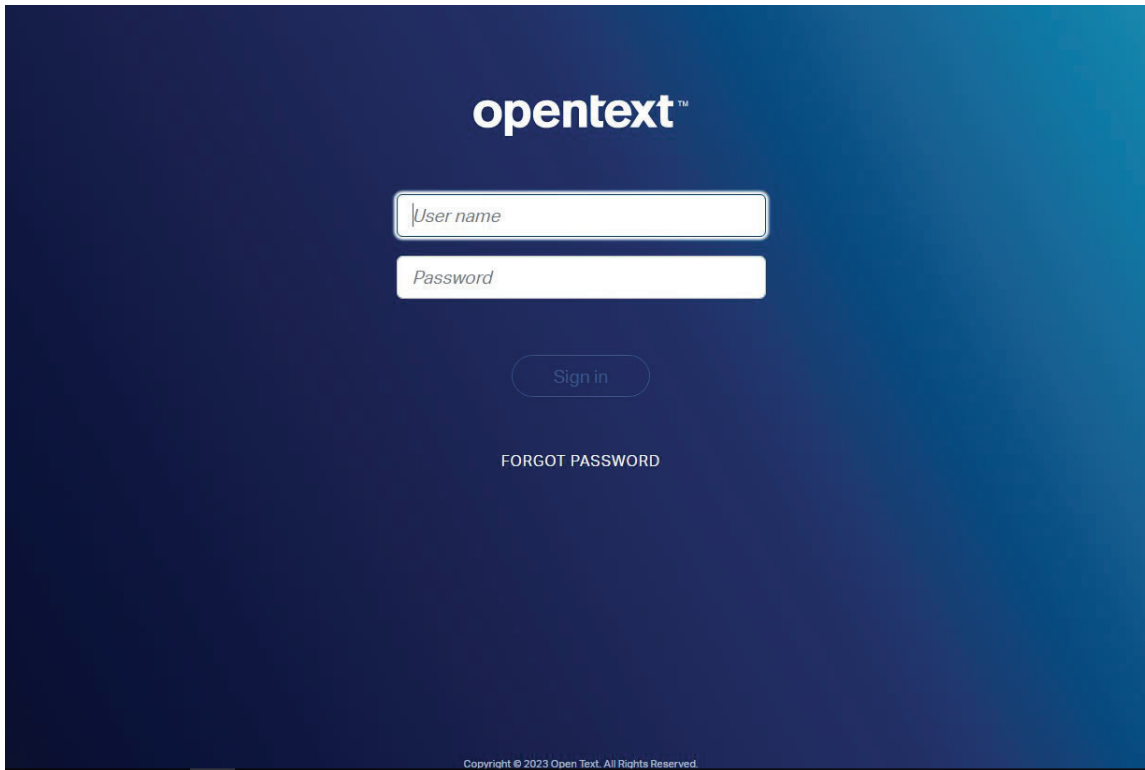 opentext™
User name
Password
Sign in
FORGOT PASSWORD
Copyright © 2023 Open Text. All Rights Reserved.